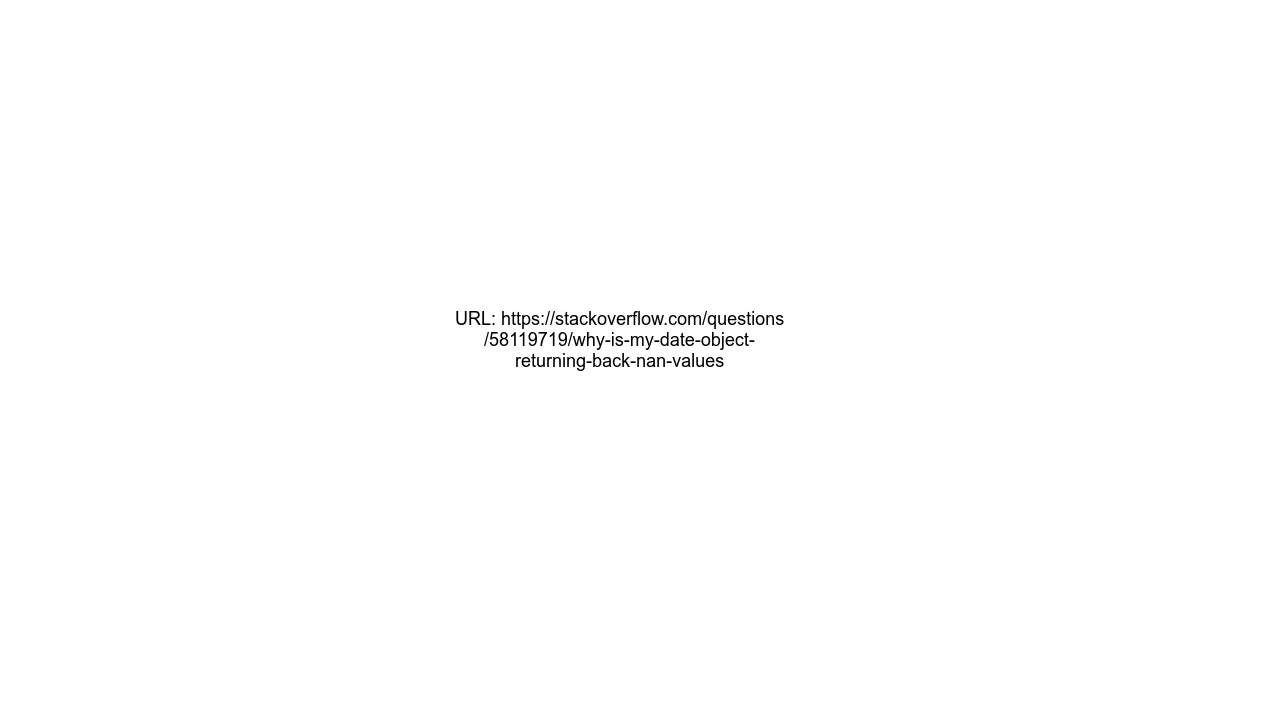 URL: https://stackoverflow.com/questions
/58119719/why-is-my-date-object-
returning-back-nan-values